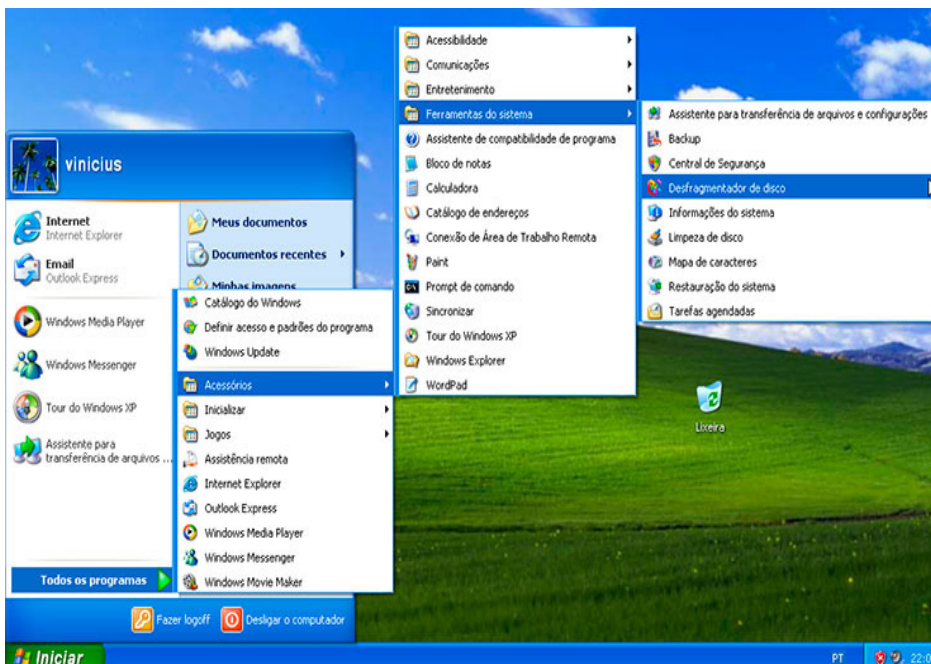 vinicius
Internet
Internet Explorer
Email
Outlook Express
Windows Media Player
Windows Messenger
Tour do Windows XP
Assistente para
transferência de arquivos ...
Todos os programas
Meus documentos
Documentos recentes
Minhas imagens
Catálogo do Windows
Definir acesso e padrões do programa
Windows Update
Acessórios
Inicializar
Jogos
Assistência remota
Internet Explorer
Outlook Express
Windows Media Player
Windows Messenger
Windows Movie Maker
Acessibilidade
Comunicações
Entretenimento
Ferramentas do sistema
Assistente de compatibilidade de programa
Bloco de notas
Calculadora
Catálogo de endereços
Conexão de Área de Trabalho Remota
Paint
Prompt de comando
Sincronizar
Tour do Windows XP
Windows Explorer
WordPad
Assistente para transferência de arquivos e configurações
Backup
Central de Segurança
Desfragmentador de disco
Informações do sistema
Limpeza de disco
Mapa de caracteres
Restauração do sistema
Tarefas agendadas
Lixeira
Fazer logoff
Desligar o computador
Iniciar
PT